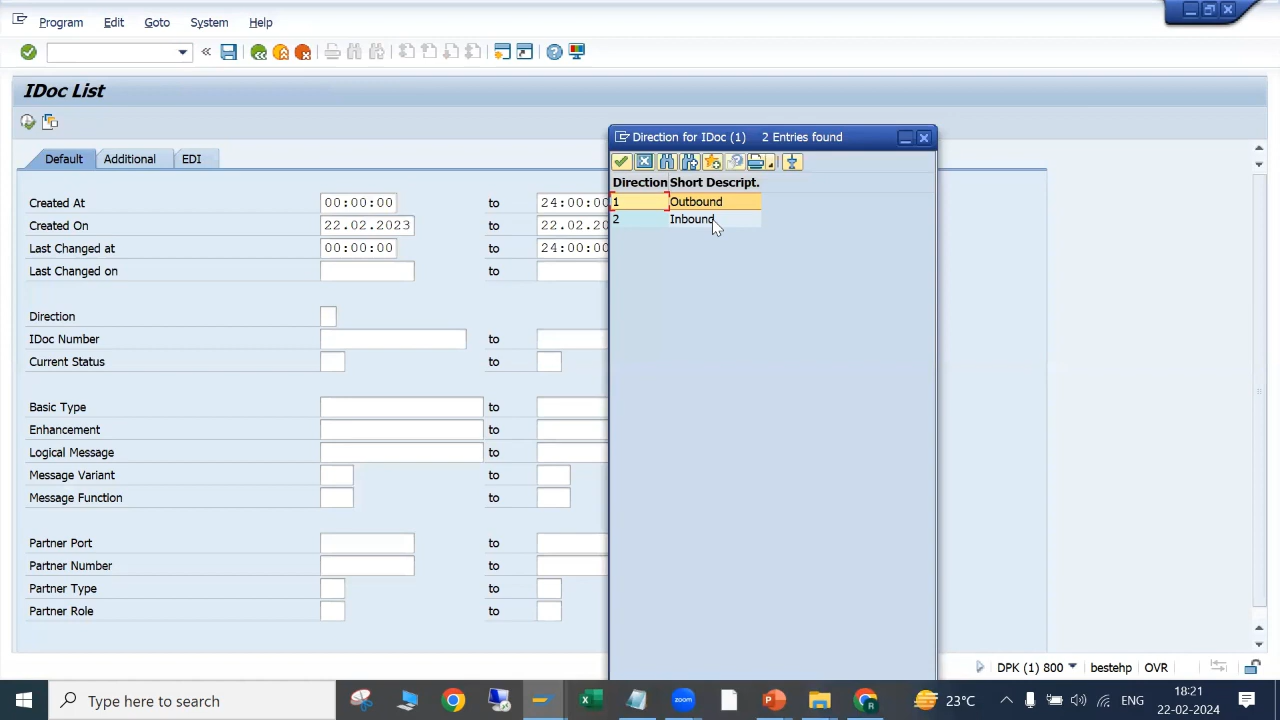 Program Edit Goto System Help
IDoc List
Default Additional EDI
Direction for IDoc (1) 2 Entries found
Direction Short Descript.
1 Outbound
2 Inbound
Created At 00:00:00 to 24:00:00
Created On 22.02.2023 to 22.02.20
Last Changed at 00:00:00 to 24:00:00
Last Changed on to
Direction
IDoc Number to
Current Status to
Basic Type to
Enhancement to
Logical Message to
Message Variant to
Message Function to
Partner Port to
Partner Number to
Partner Type to
Partner Role to
DPK (1) 800 bestehp OVR
Type here to search 23°C ENG 18:21
22-02-2024